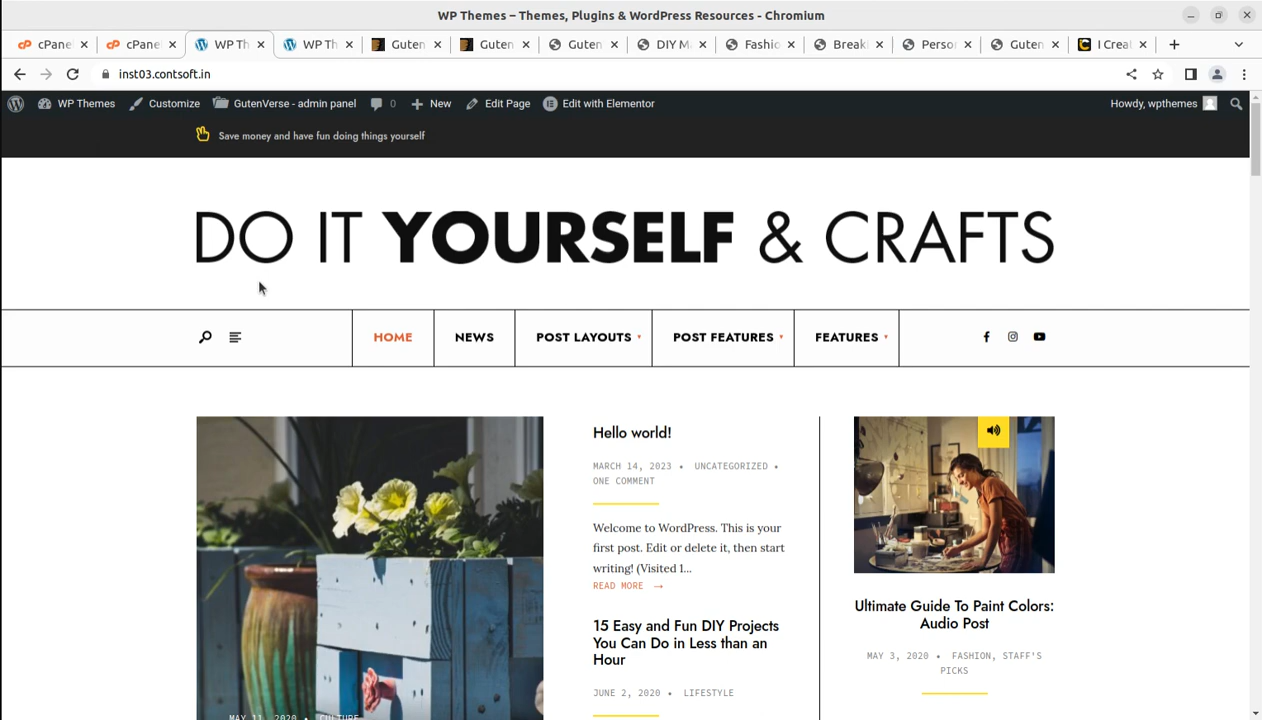 WP Themes – Themes, Plugins & WordPress Resources - Chromium
cPane
cPane
WP Th
WP Th
Guten
Guten
Guten
DIY M
Fashio
Break
Perso
Guten
I Crea
inst03.contsoft.in
WP Themes
Customize
GutenVerse - admin panel
0
New
Edit Page
Edit with Elementor
Howdy, wpthemes
Save money and have fun doing things yourself
DO IT YOURSELF & CRAFTS
HOME
NEWS
POST LAYOUTS
POST FEATURES
FEATURES
Hello world!
MARCH 14, 2023 • UNCATEGORIZED •
ONE COMMENT
Welcome to WordPress. This is your
first post. Edit or delete it, then start
writing! (Visited 1...
READ MORE →
15 Easy and Fun DIY Projects
You Can Do in Less than an
Hour
JUNE 2, 2020 • LIFESTYLE
Ultimate Guide To Paint Colors:
Audio Post
MAY 3, 2020 • FASHION, STAFF'S
PICKS
MAY 11, 2020 • CULTURE